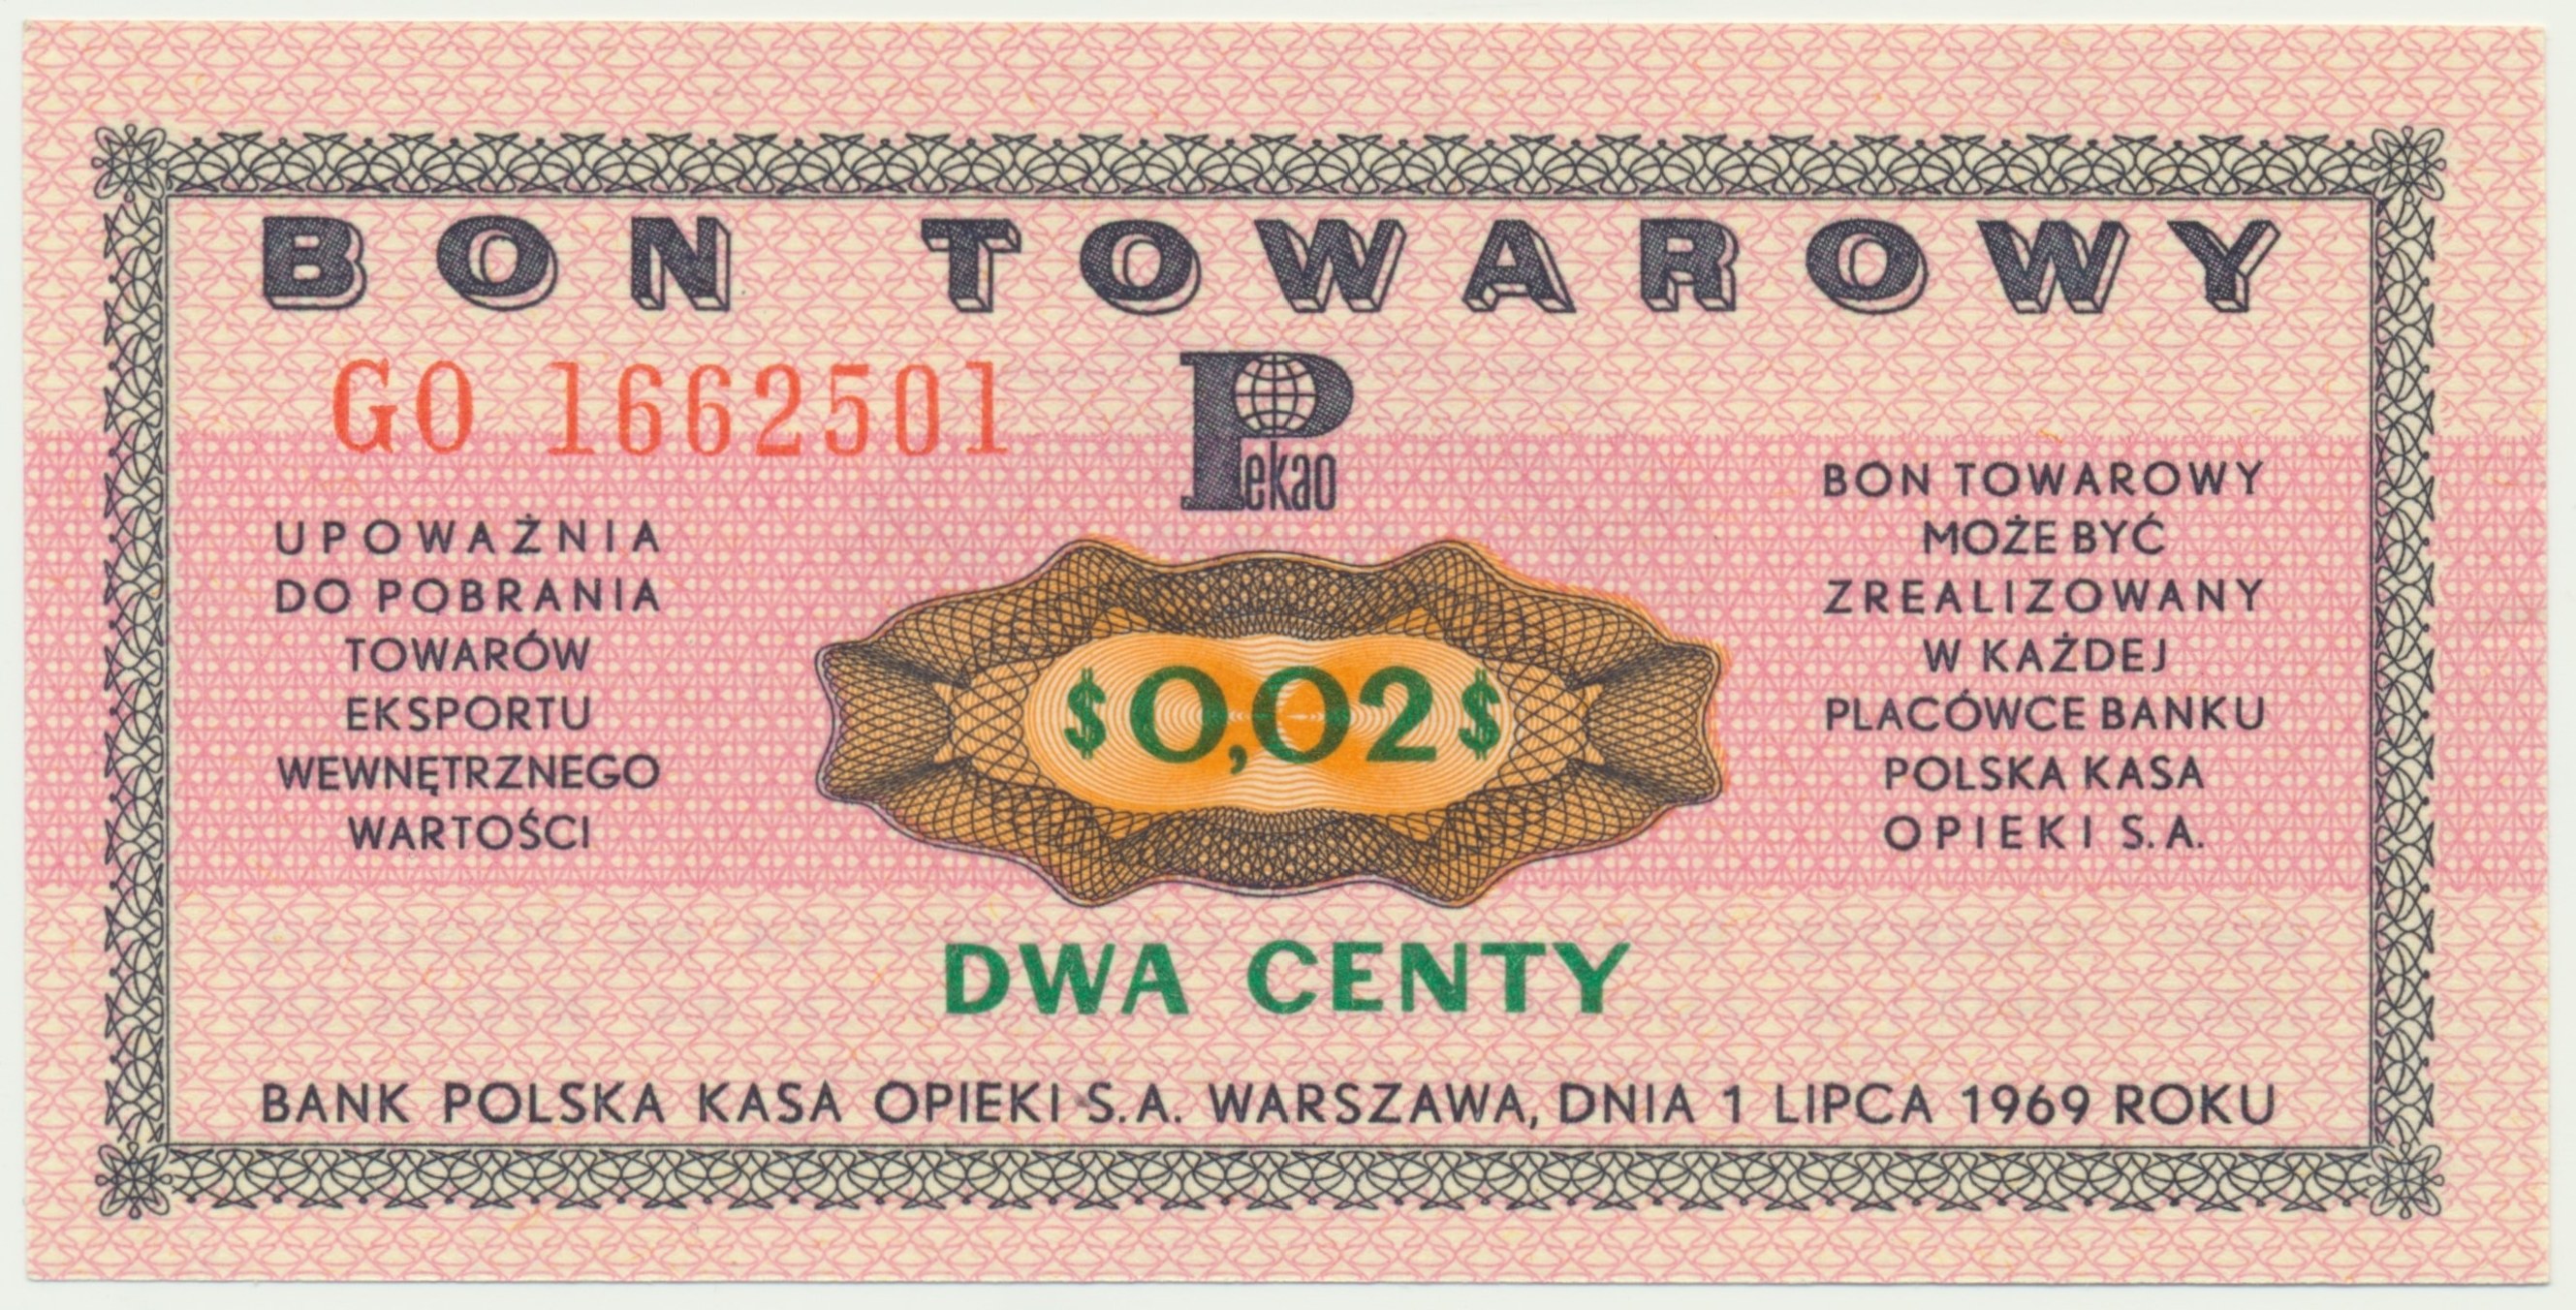 BON TOWAROWY
GO 1662501
Pekao
UPOWAŻNIA
DO POBRANIA
TOWARÓW
EKSPORTU
WEWNĘTRZNEGO
WARTOŚCI
$0,02$
DWA CENTY
BON TOWAROWY
MOŻE BYĆ
ZREALIZOWANY
W KAŻDEJ
PLACÓWCE BANKU
POLSKA KASA
OPIEKI S.A.
BANK POLSKA KASA OPIEKI S.A. WARSZAWA, DNIA 1 LIPCA 1969 ROKU